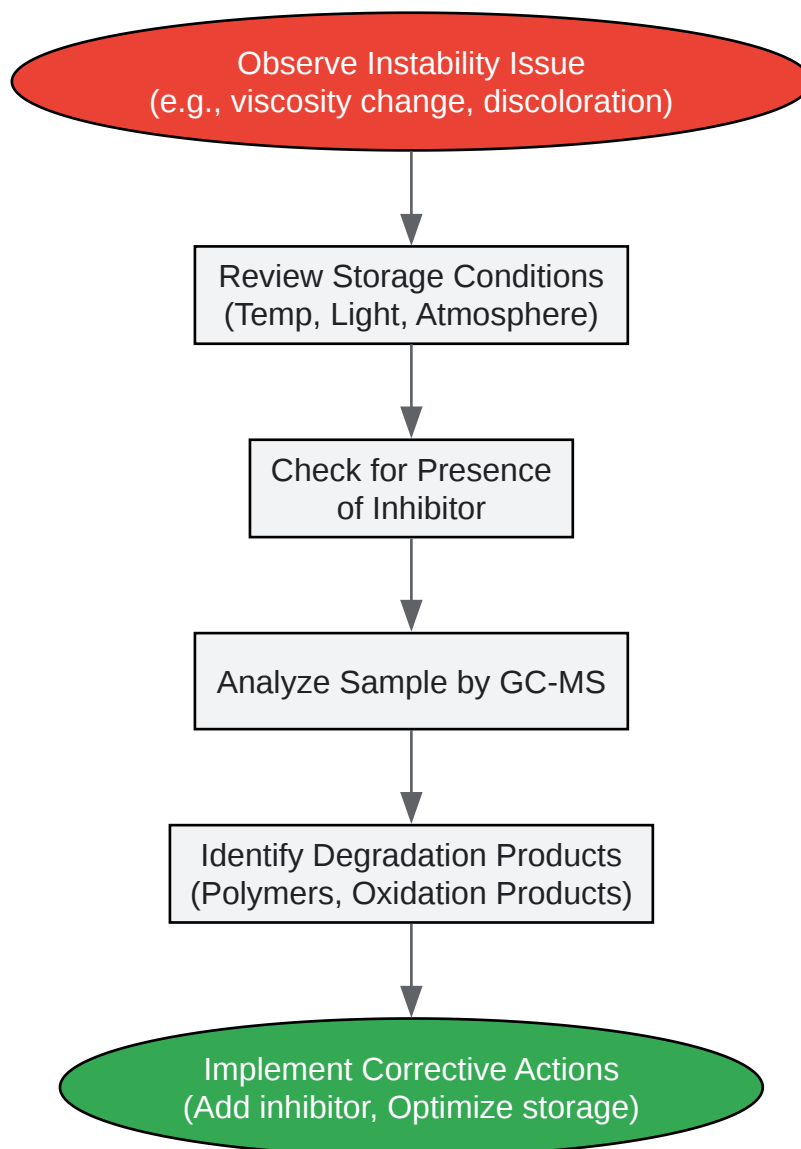 Observe Instability Issue
(e.g., viscosity change, discoloration)
Review Storage Conditions
(Temp, Light, Atmosphere)
Check for Presence
of Inhibitor
Analyze Sample by GC-MS
Identify Degradation Products
(Polymers, Oxidation Products)
Implement Corrective Actions
(Add inhibitor, Optimize storage)